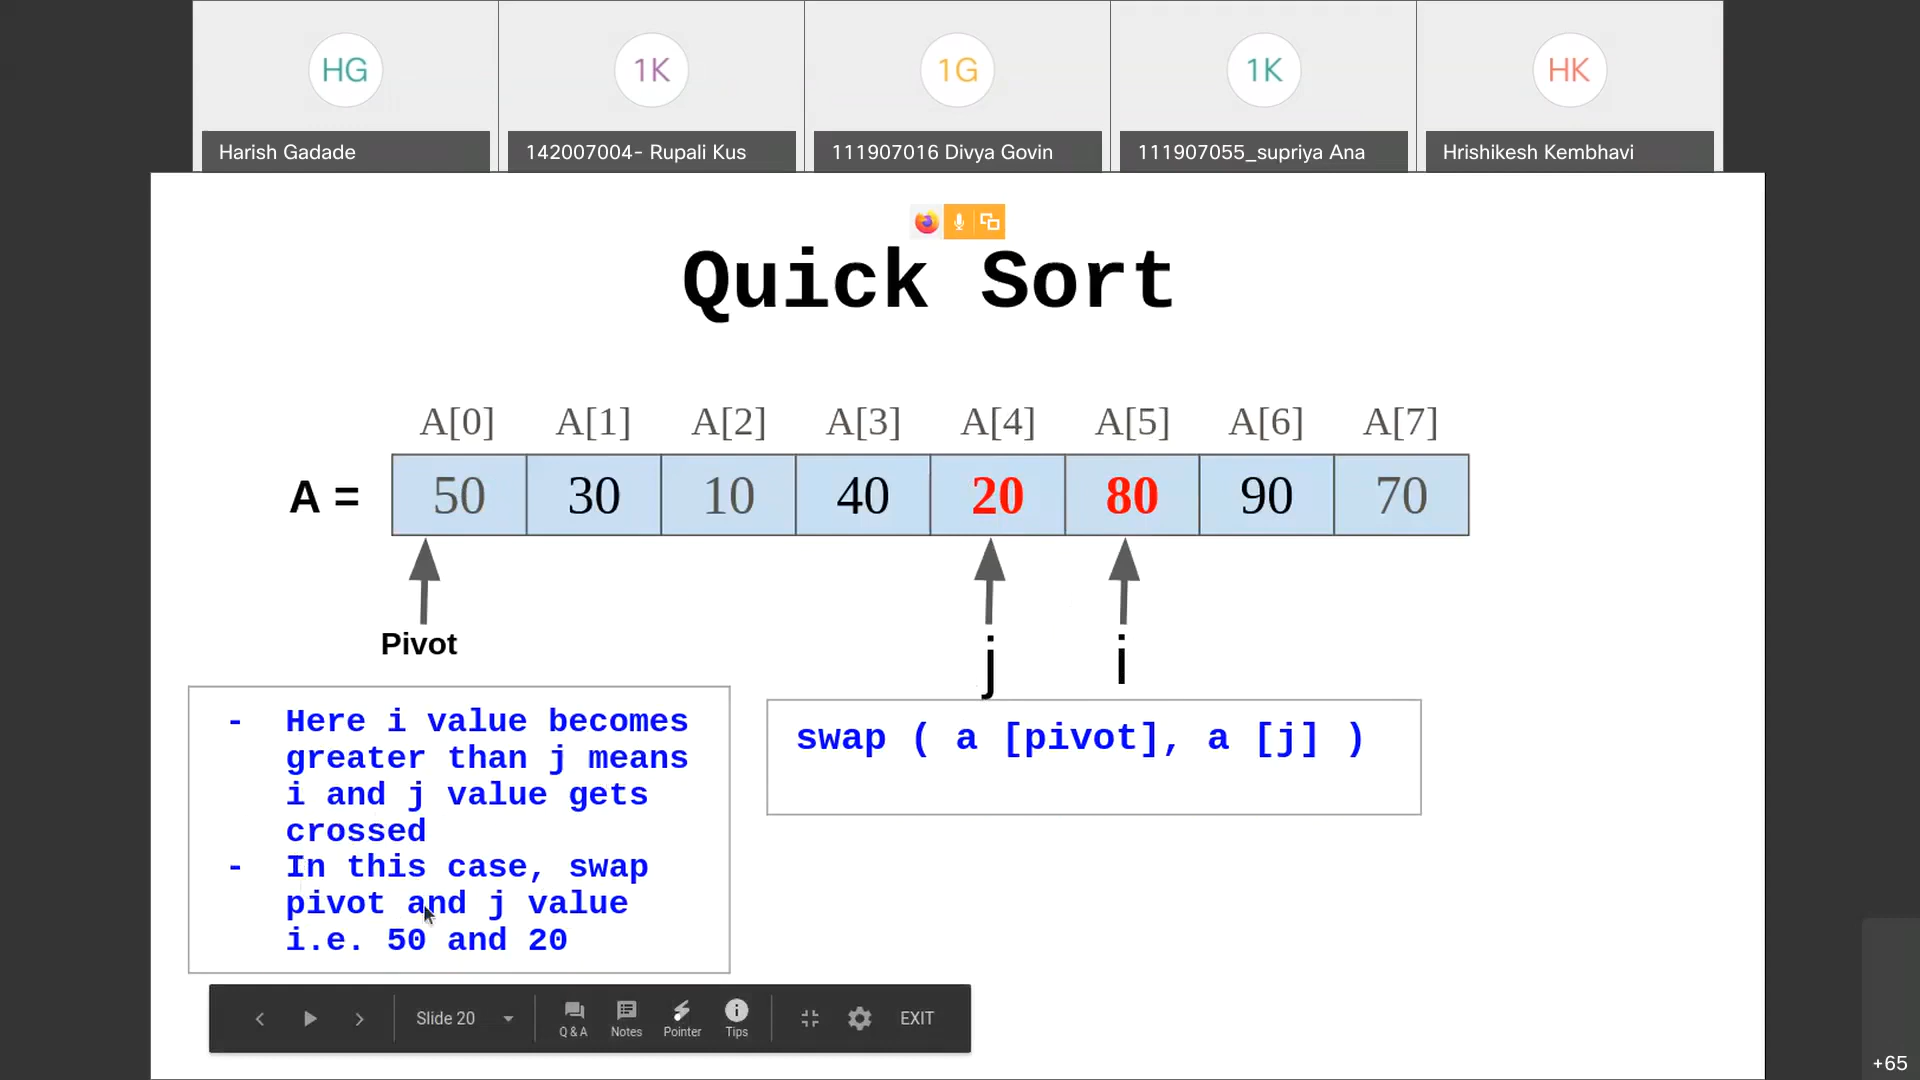 HG 1K 1G 1K HK
Harish Gadade 142007004- Rupali Kus 111907016 Divya Govin 111907055_supriya Ana Hrishikesh Kembhavi
Quick Sort
A[0] A[1] A[2] A[3] A[4] A[5] A[6] A[7]
A = 50 30 10 40 20 80 90 70
Pivot j i
- Here i value becomes
greater than j means
i and j value gets
crossed
- In this case, swap
pivot and j value
i.e. 50 and 20
swap ( a [pivot], a [j] )
Slide 20 Q & A Notes Pointer Tips EXIT
+65